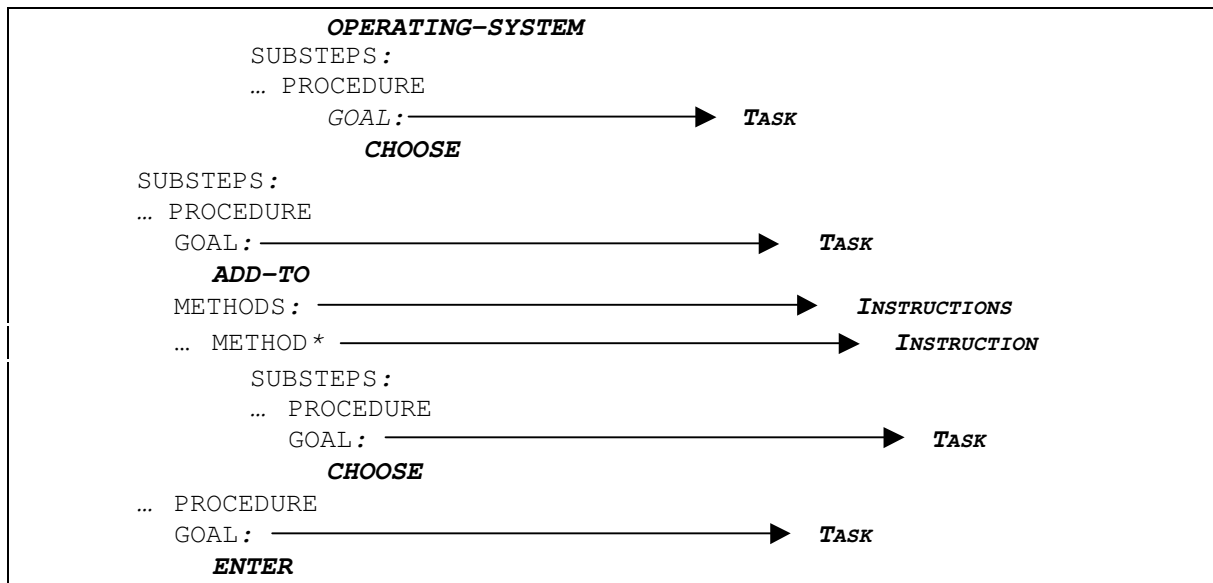 OPERATING-SYSTEM
SUBSTEPS:
… PROCEDURE
GOAL: TASK
CHOOSE
SUBSTEPS:
… PROCEDURE
GOAL: TASK
ADD-TO
METHODS: INSTRUCTIONS
… METHOD* INSTRUCTION
SUBSTEPS:
… PROCEDURE
GOAL: TASK
CHOOSE
… PROCEDURE
GOAL: TASK
ENTER